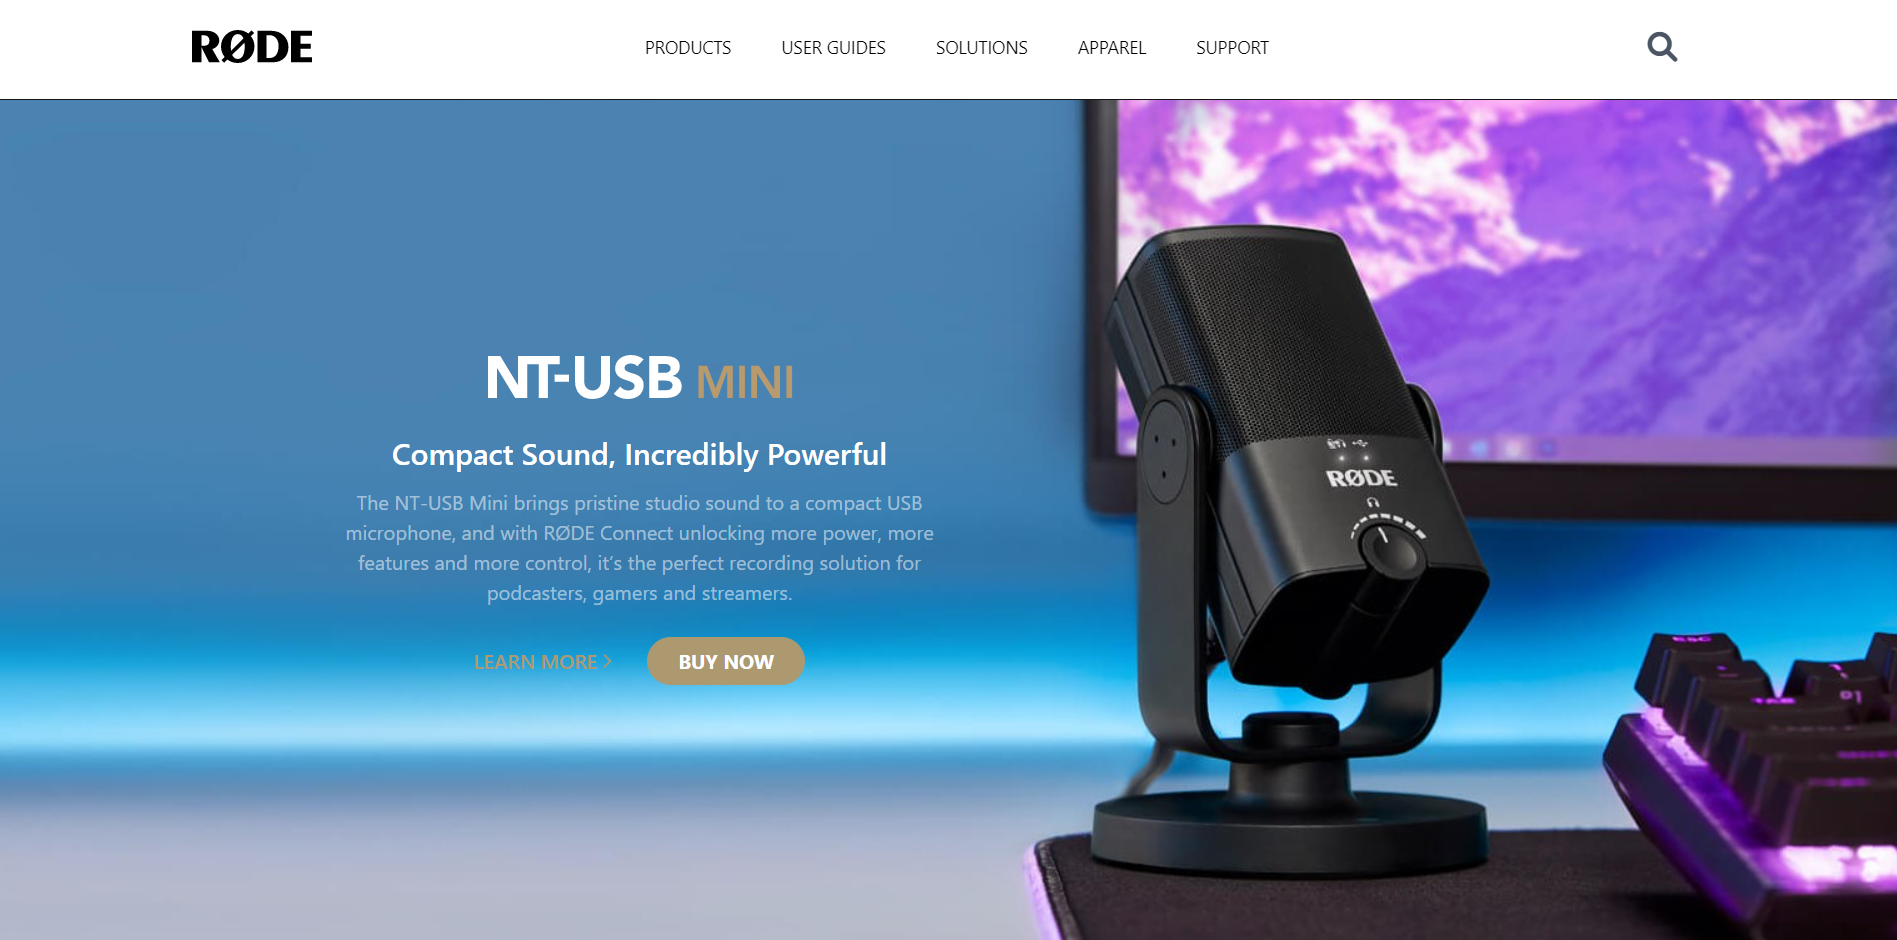 RØDE
PRODUCTS
USER GUIDES
SOLUTIONS
APPAREL
SUPPORT
NT-USB MINI
Compact Sound, Incredibly Powerful
The NT-USB Mini brings pristine studio sound to a compact USB
microphone, and with RØDE Connect unlocking more power, more
features and more control, it’s the perfect recording solution for
podcasters, gamers and streamers.
LEARN MORE
BUY NOW
RØDE
ESC